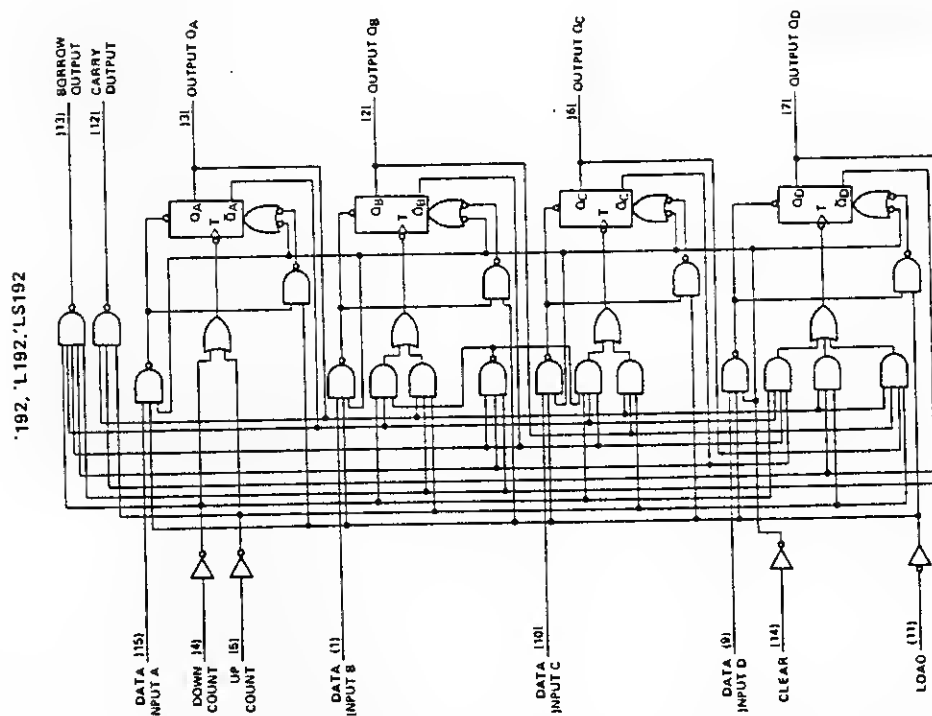 '192, 'L192,'LS192
(13) BORROW
OUTPUT
(12) CARRY
OUTPUT
DATA (15)
INPUT A
DOWN (4)
COUNT
UP (5)
COUNT
QA
T
QA
(3) OUTPUT QA
DATA (1)
INPUT B
QB
T
QB
(2) OUTPUT QB
DATA (10)
INPUT C
QC
T
QC
(6) OUTPUT QC
DATA (9)
INPUT D
CLEAR (14)
QD
T
QD
(7) OUTPUT QD
LOAD (11)